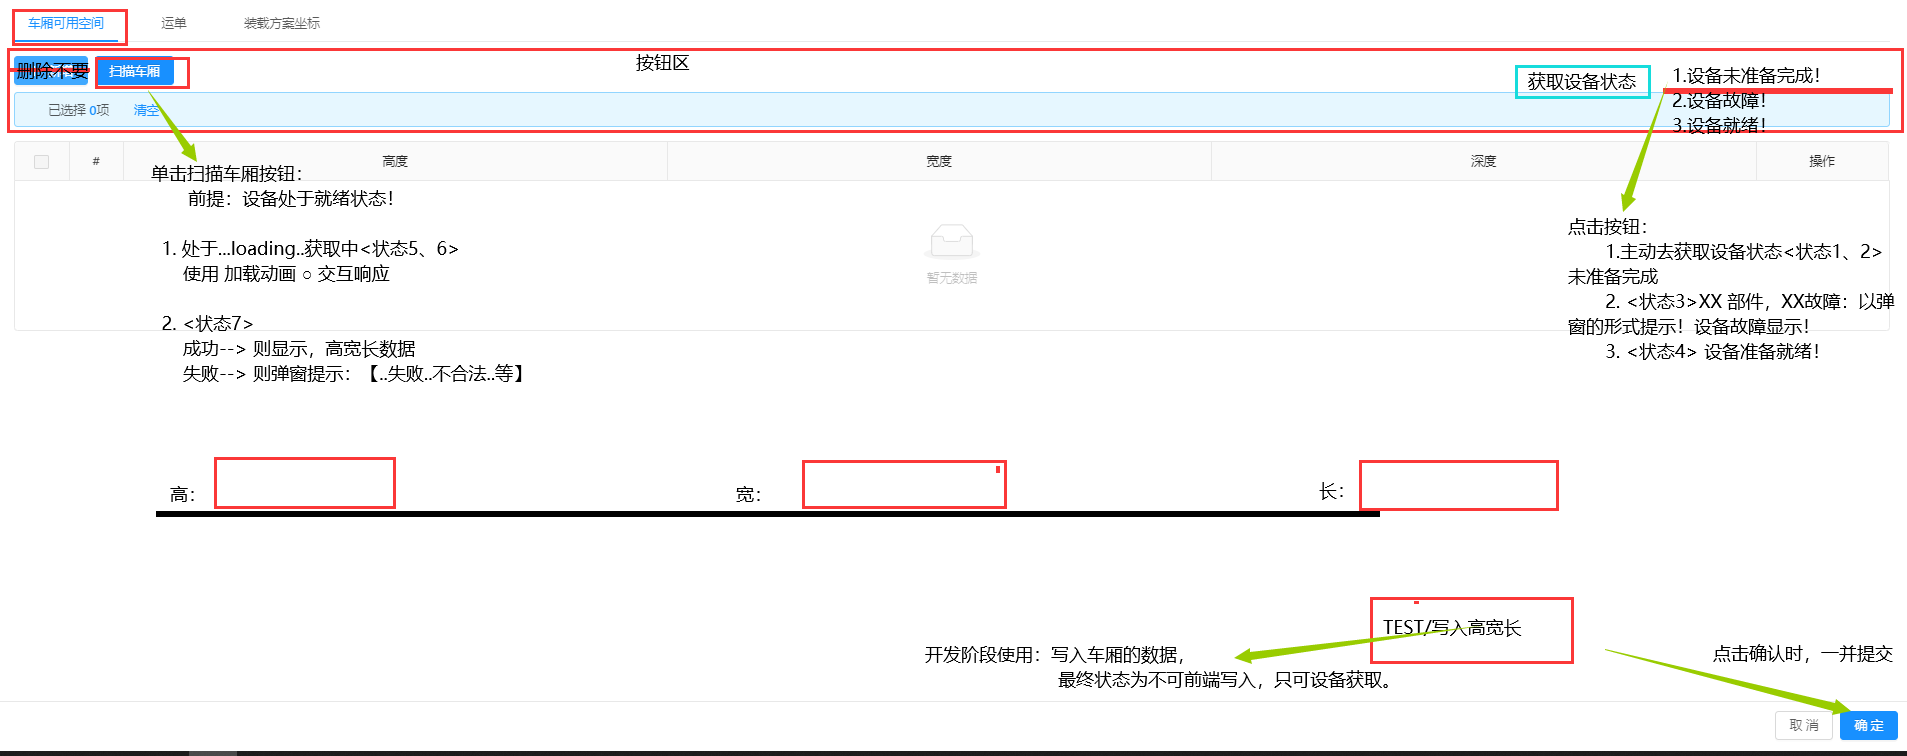 车厢可用空间
运单
装载方案坐标
按钮区
删除不要
扫描车厢
获取设备状态
1.设备未准备完成！
2.设备故障！
3.设备就绪！
已选择 0项
清空
#
高度
宽度
深度
操作
单击扫描车厢按钮：
前提：设备处于就绪状态！
1. 处于...loading..获取中<状态5、6>
使用 加载动画 ○ 交互响应
2. <状态7>
成功--> 则显示，高宽长数据
失败--> 则弹窗提示：【..失败..不合法..等】
暂无数据
点击按钮：
1.主动去获取设备状态<状态1、2>
未准备完成
2. <状态3>XX 部件，XX故障：以弹
窗的形式提示！设备故障显示！
3. <状态4> 设备准备就绪！
高：
宽：
长：
TEST/写入高宽长
开发阶段使用：写入车厢的数据，
最终状态为不可前端写入，只可设备获取。
点击确认时，一并提交
取 消
确 定